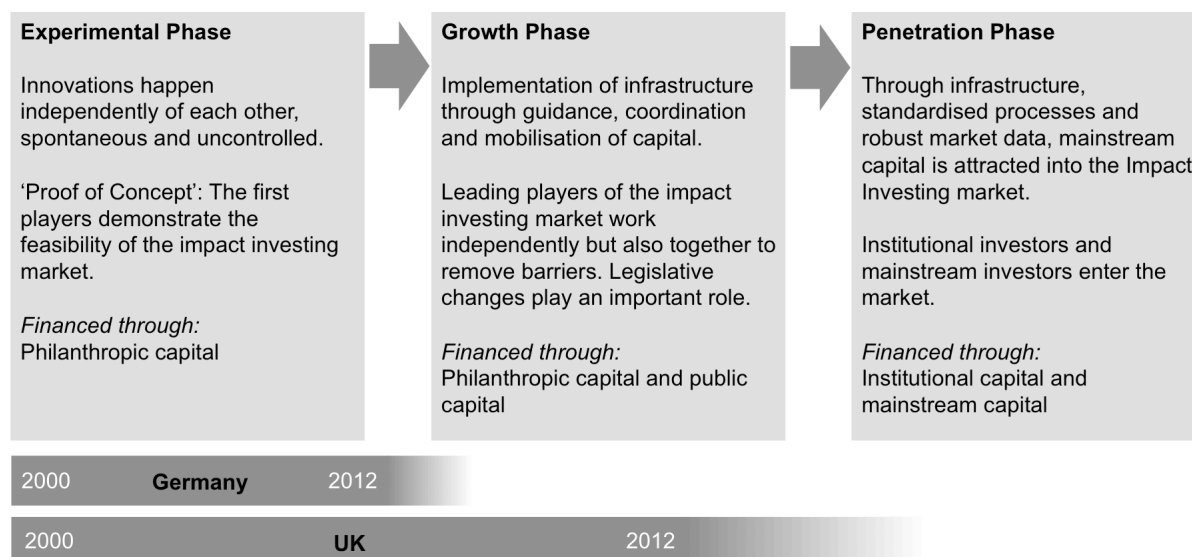 Experimental Phase
Innovations happen
independently of each other,
spontaneous and uncontrolled.
‘Proof of Concept’: The first
players demonstrate the
feasibility of the impact investing
market.
Financed through:
Philanthropic capital
Growth Phase
Implementation of infrastructure
through guidance, coordination
and mobilisation of capital.
Leading players of the impact
investing market work
independently but also together to
remove barriers. Legislative
changes play an important role.
Financed through:
Philanthropic capital and public
capital
Penetration Phase
Through infrastructure,
standardised processes and
robust market data, mainstream
capital is attracted into the Impact
Investing market.
Institutional investors and
mainstream investors enter the
market.
Financed through:
Institutional capital and
mainstream capital
2000 Germany 2012
2000 UK 2012